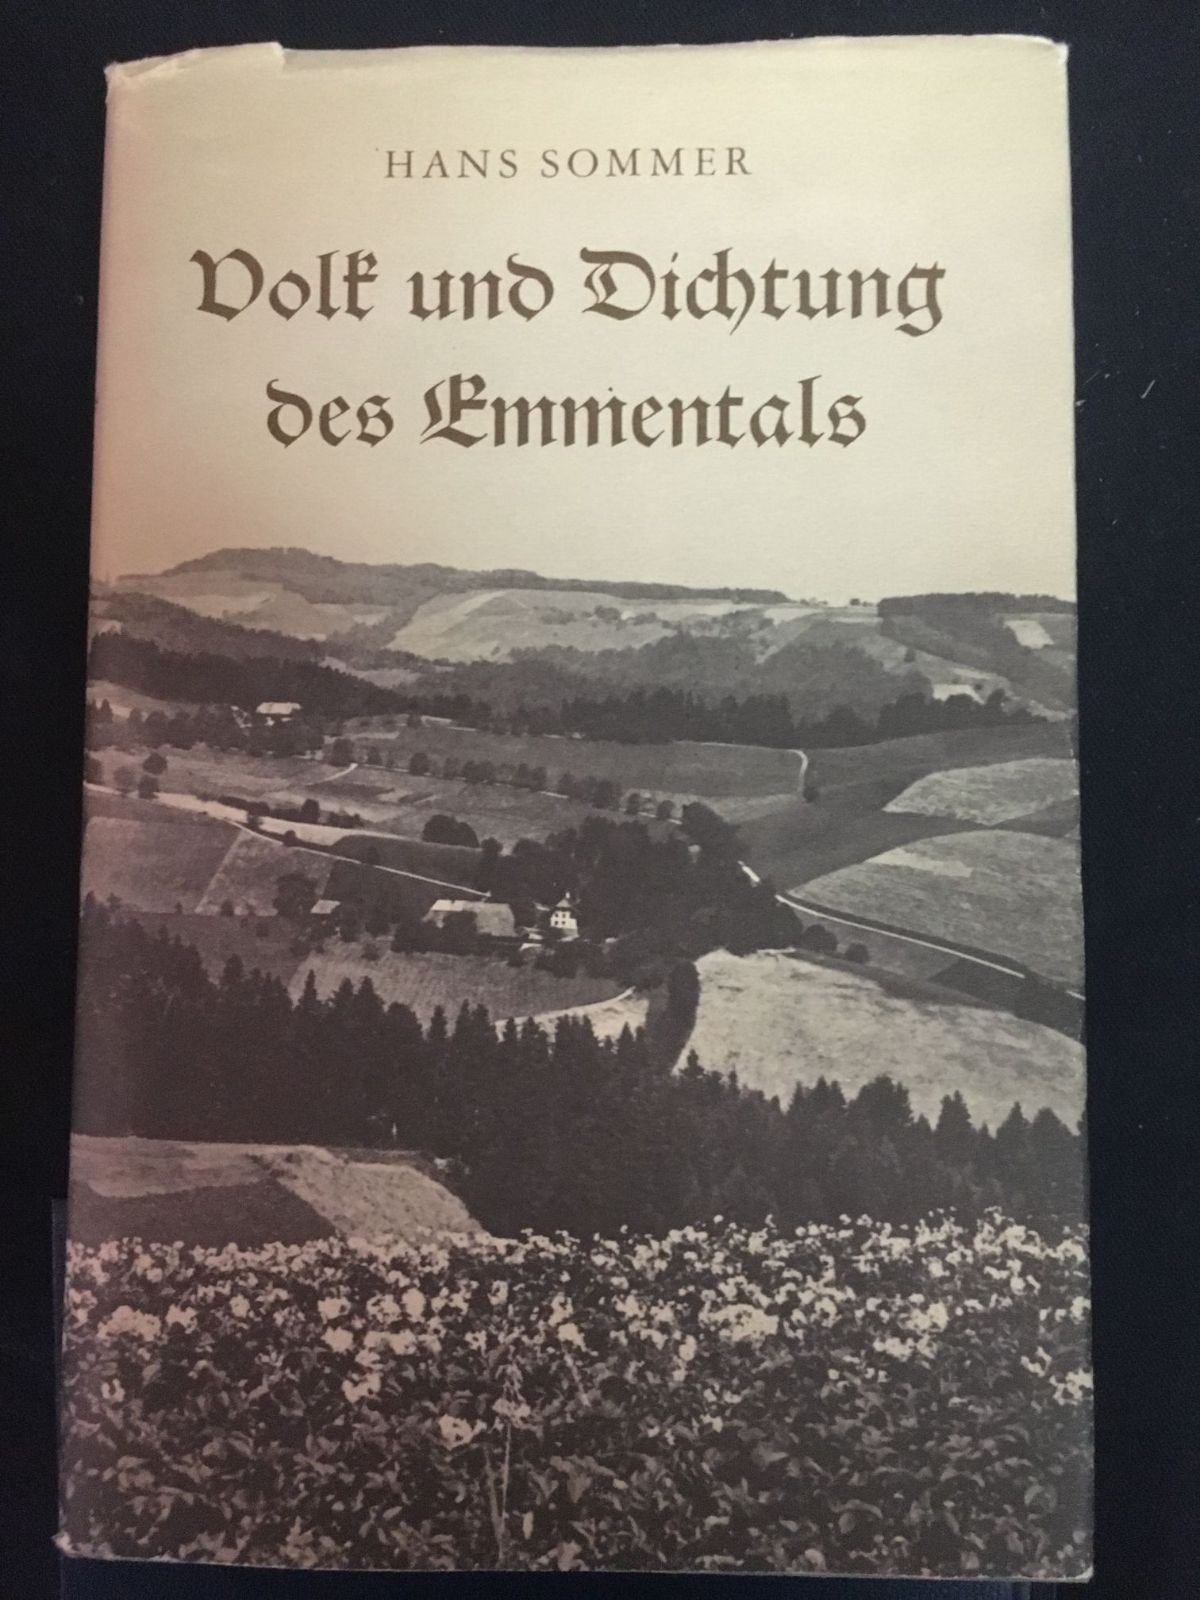 HANS SOMMER
Volk und Dichtung
des Emmentals